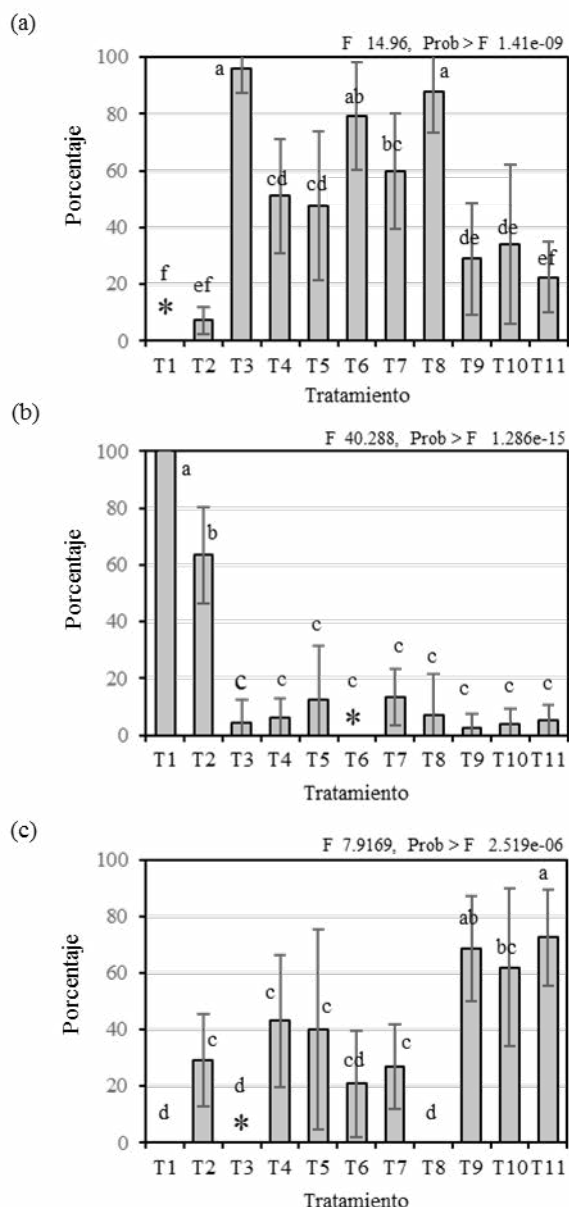 (a)
F 14.96, Prob > F 1.41e-09
100
80
60
40
20
0
Porcentaje
f
*
ef
a
cd
cd
ab
bc
a
de
de
ef
T1 T2 T3 T4 T5 T6 T7 T8 T9 T10 T11
Tratamiento
(b)
F 40.288, Prob > F 1.286e-15
100
80
60
40
20
0
Porcentaje
a
b
c
c
c
c
*
c
c
c
c
c
T1 T2 T3 T4 T5 T6 T7 T8 T9 T10 T11
Tratamiento
(c)
F 7.9169, Prob > F 2.519e-06
100
80
60
40
20
0
Porcentaje
d
c
d
*
c
c
cd
c
d
ab
bc
a
T1 T2 T3 T4 T5 T6 T7 T8 T9 T10 T11
Tratamiento